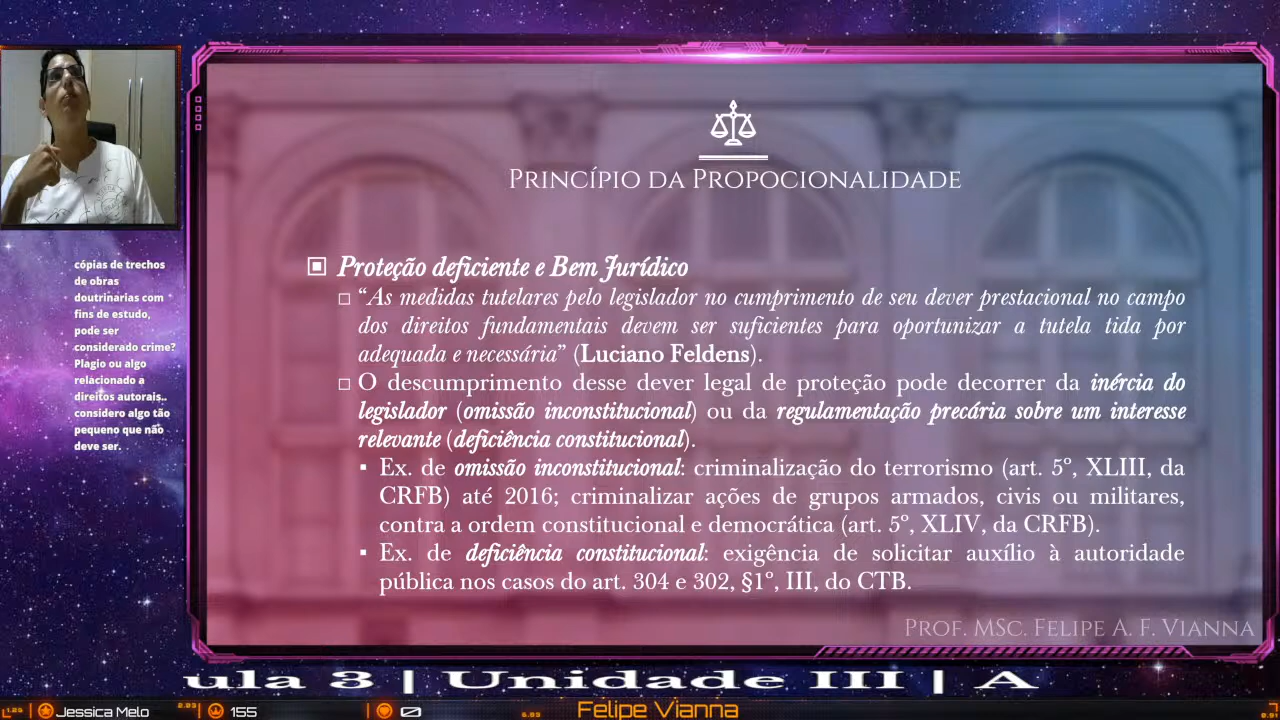 Princípio da Propocionalidade
Proteção deficiente e Bem Jurídico
“As medidas tutelares pelo legislador no cumprimento de seu dever prestacional no campo
dos direitos fundamentais devem ser suficientes para oportunizar a tutela tida por
adequada e necessária” (Luciano Feldens).
O descumprimento desse dever legal de proteção pode decorrer da inércia do
legislador (omissão inconstitucional) ou da regulamentação precária sobre um interesse
relevante (deficiência constitucional).
Ex. de omissão inconstitucional: criminalização do terrorismo (art. 5º, XLIII, da
CRFB) até 2016; criminalizar ações de grupos armados, civis ou militares,
contra a ordem constitucional e democrática (art. 5º, XLIV, da CRFB).
Ex. de deficiência constitucional: exigência de solicitar auxílio à autoridade
pública nos casos do art. 304 e 302, §1º, III, do CTB.
Prof. MSc. Felipe A. F. Vianna
cópias de trechos
de obras
doutrinarias com
fins de estudo,
pode ser
considerado crime?
Plagio ou algo
relacionado a
direitos autorais..
considero algo tão
pequeno que não
deve ser.
ula 3 | Unidade III | A
Jessica Melo
155
0
Felipe Vianna